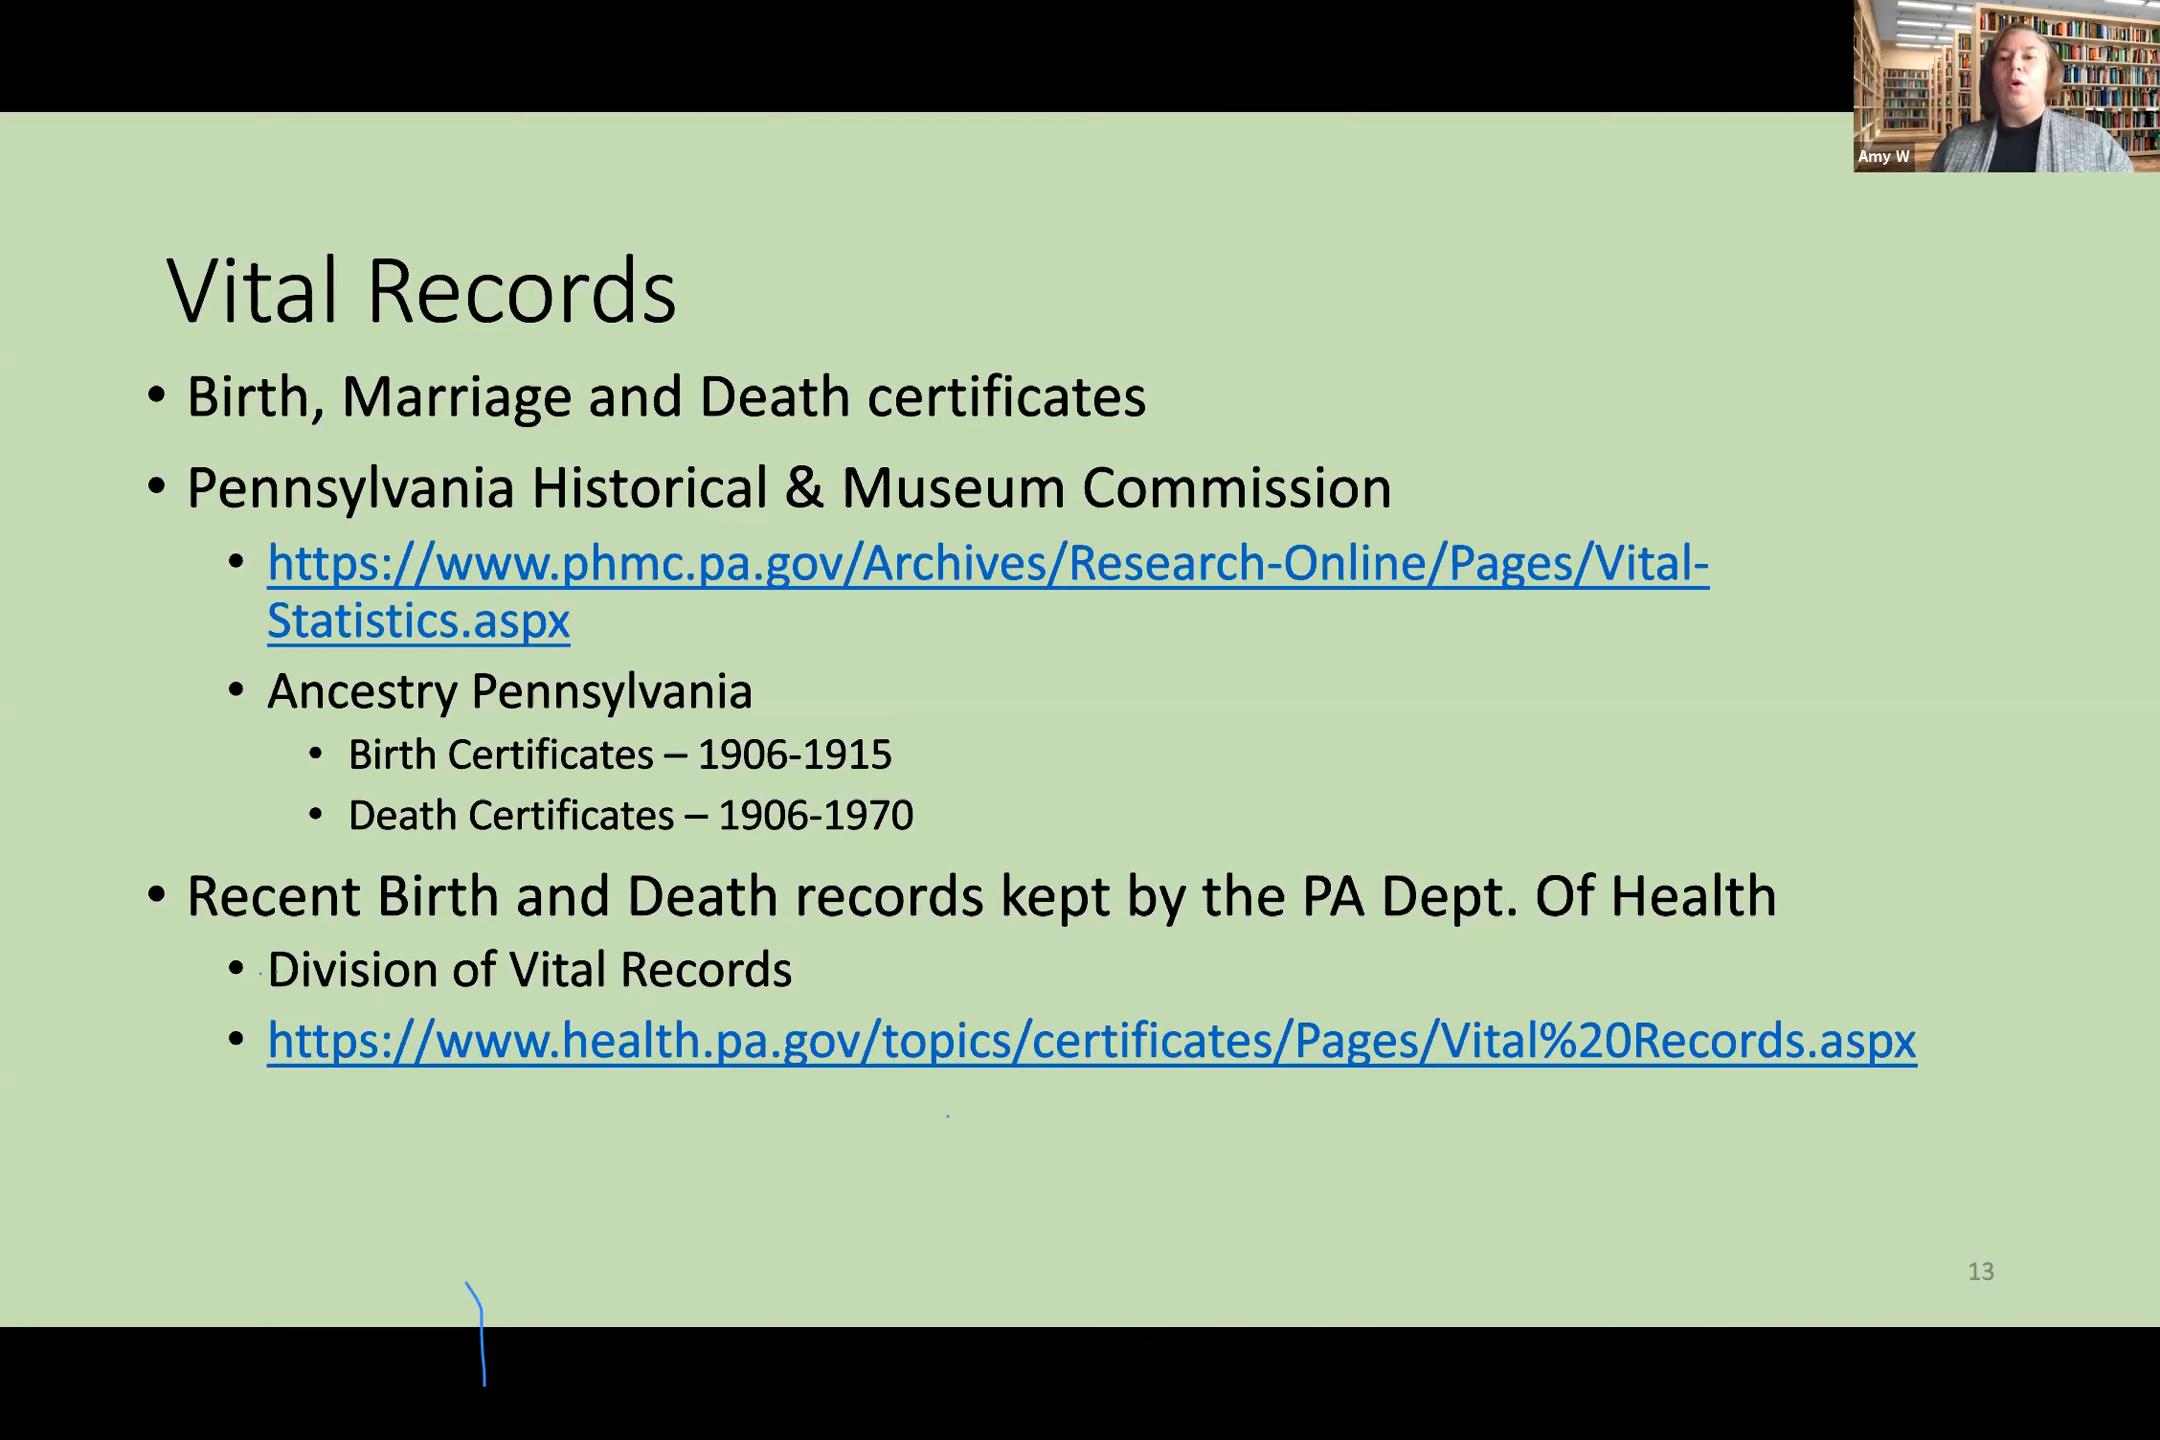 Amy W
Vital Records
• Birth, Marriage and Death certificates
• Pennsylvania Historical & Museum Commission
• https://www.phmc.pa.gov/Archives/Research-Online/Pages/Vital-
Statistics.aspx
• Ancestry Pennsylvania
• Birth Certificates – 1906-1915
• Death Certificates – 1906-1970
• Recent Birth and Death records kept by the PA Dept. Of Health
• Division of Vital Records
• https://www.health.pa.gov/topics/certificates/Pages/Vital%20Records.aspx
13